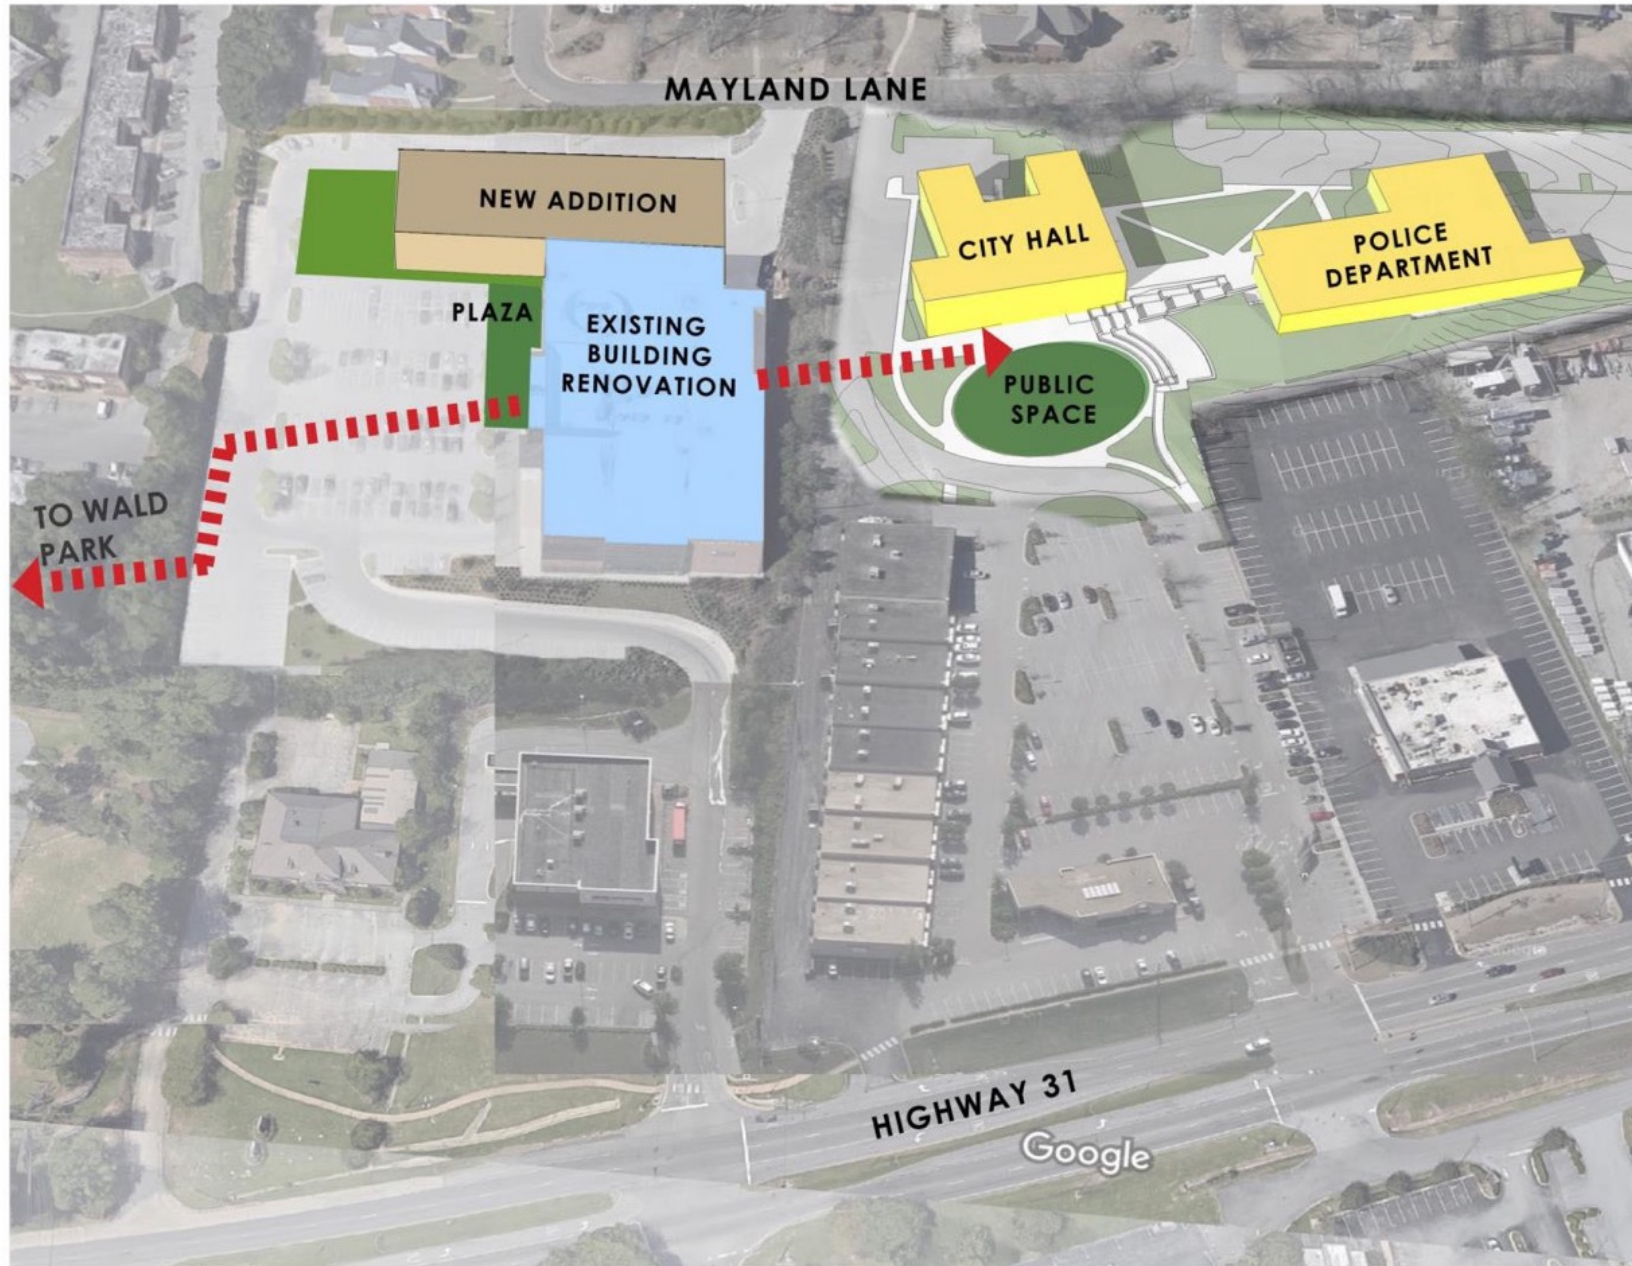 MAYLAND LANE
NEW ADDITION
CITY HALL
POLICE
DEPARTMENT
PLAZA
EXISTING
BUILDING
RENOVATION
PUBLIC
SPACE
TO WALD
PARK
HIGHWAY 31
Google